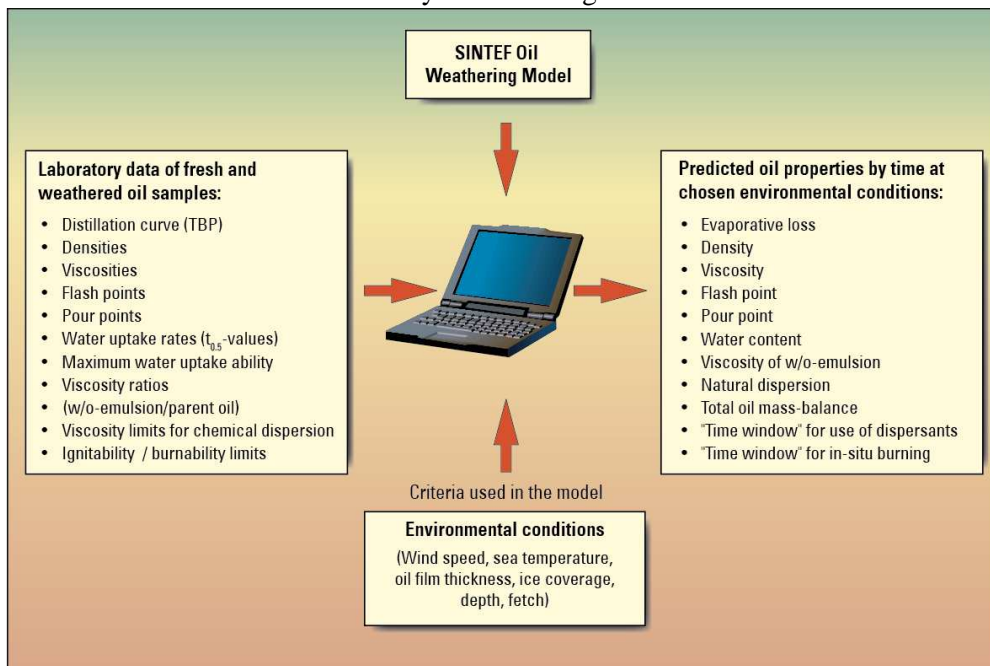 SINTEF Oil
Weathering Model
Laboratory data of fresh and
weathered oil samples:
• Distillation curve (TBP)
• Densities
• Viscosities
• Flash points
• Pour points
• Water uptake rates (t0.5-values)
• Maximum water uptake ability
• Viscosity ratios
• (w/o-emulsion/parent oil)
• Viscosity limits for chemical dispersion
• Ignitability / burnability limits
Predicted oil properties by time at
chosen environmental conditions:
• Evaporative loss
• Density
• Viscosity
• Flash point
• Pour point
• Water content
• Viscosity of w/o-emulsion
• Natural dispersion
• Total oil mass-balance
• "Time window" for use of dispersants
• "Time window" for in-situ burning
Criteria used in the model
Environmental conditions
(Wind speed, sea temperature,
oil film thickness, ice coverage,
depth, fetch)